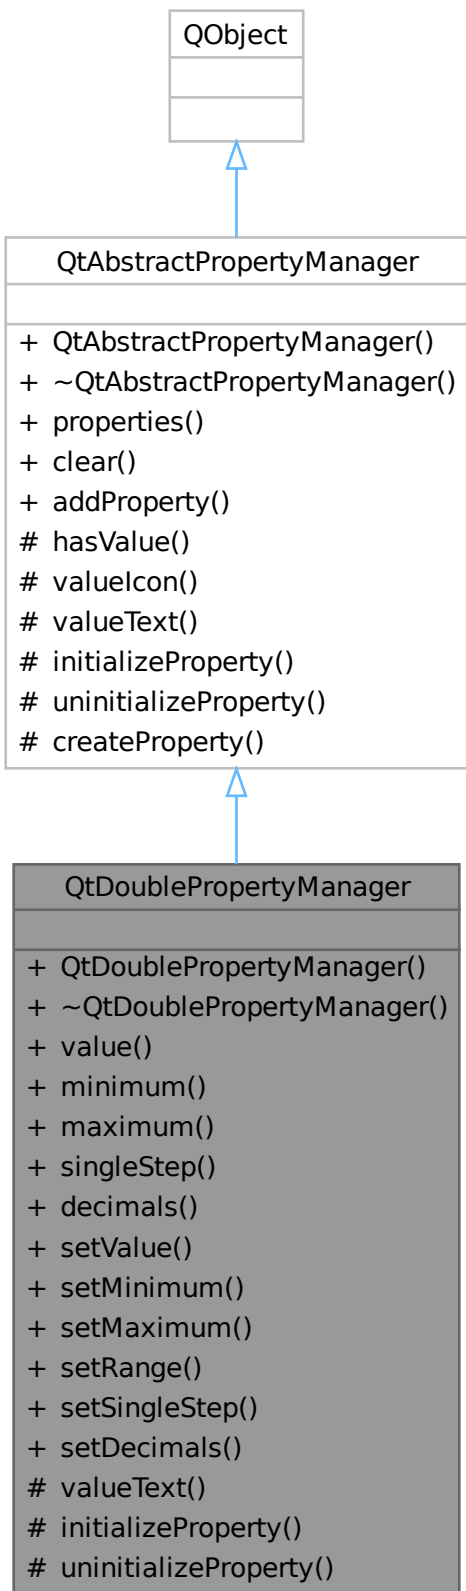 QObject
QtAbstractPropertyManager
+ QtAbstractPropertyManager()
+ ~QtAbstractPropertyManager()
+ properties()
+ clear()
+ addProperty()
# hasValue()
# valueIcon()
# valueText()
# initializeProperty()
# uninitializeProperty()
# createProperty()
QtDoublePropertyManager
+ QtDoublePropertyManager()
+ ~QtDoublePropertyManager()
+ value()
+ minimum()
+ maximum()
+ singleStep()
+ decimals()
+ setValue()
+ setMinimum()
+ setMaximum()
+ setRange()
+ setSingleStep()
+ setDecimals()
# valueText()
# initializeProperty()
# uninitializeProperty()